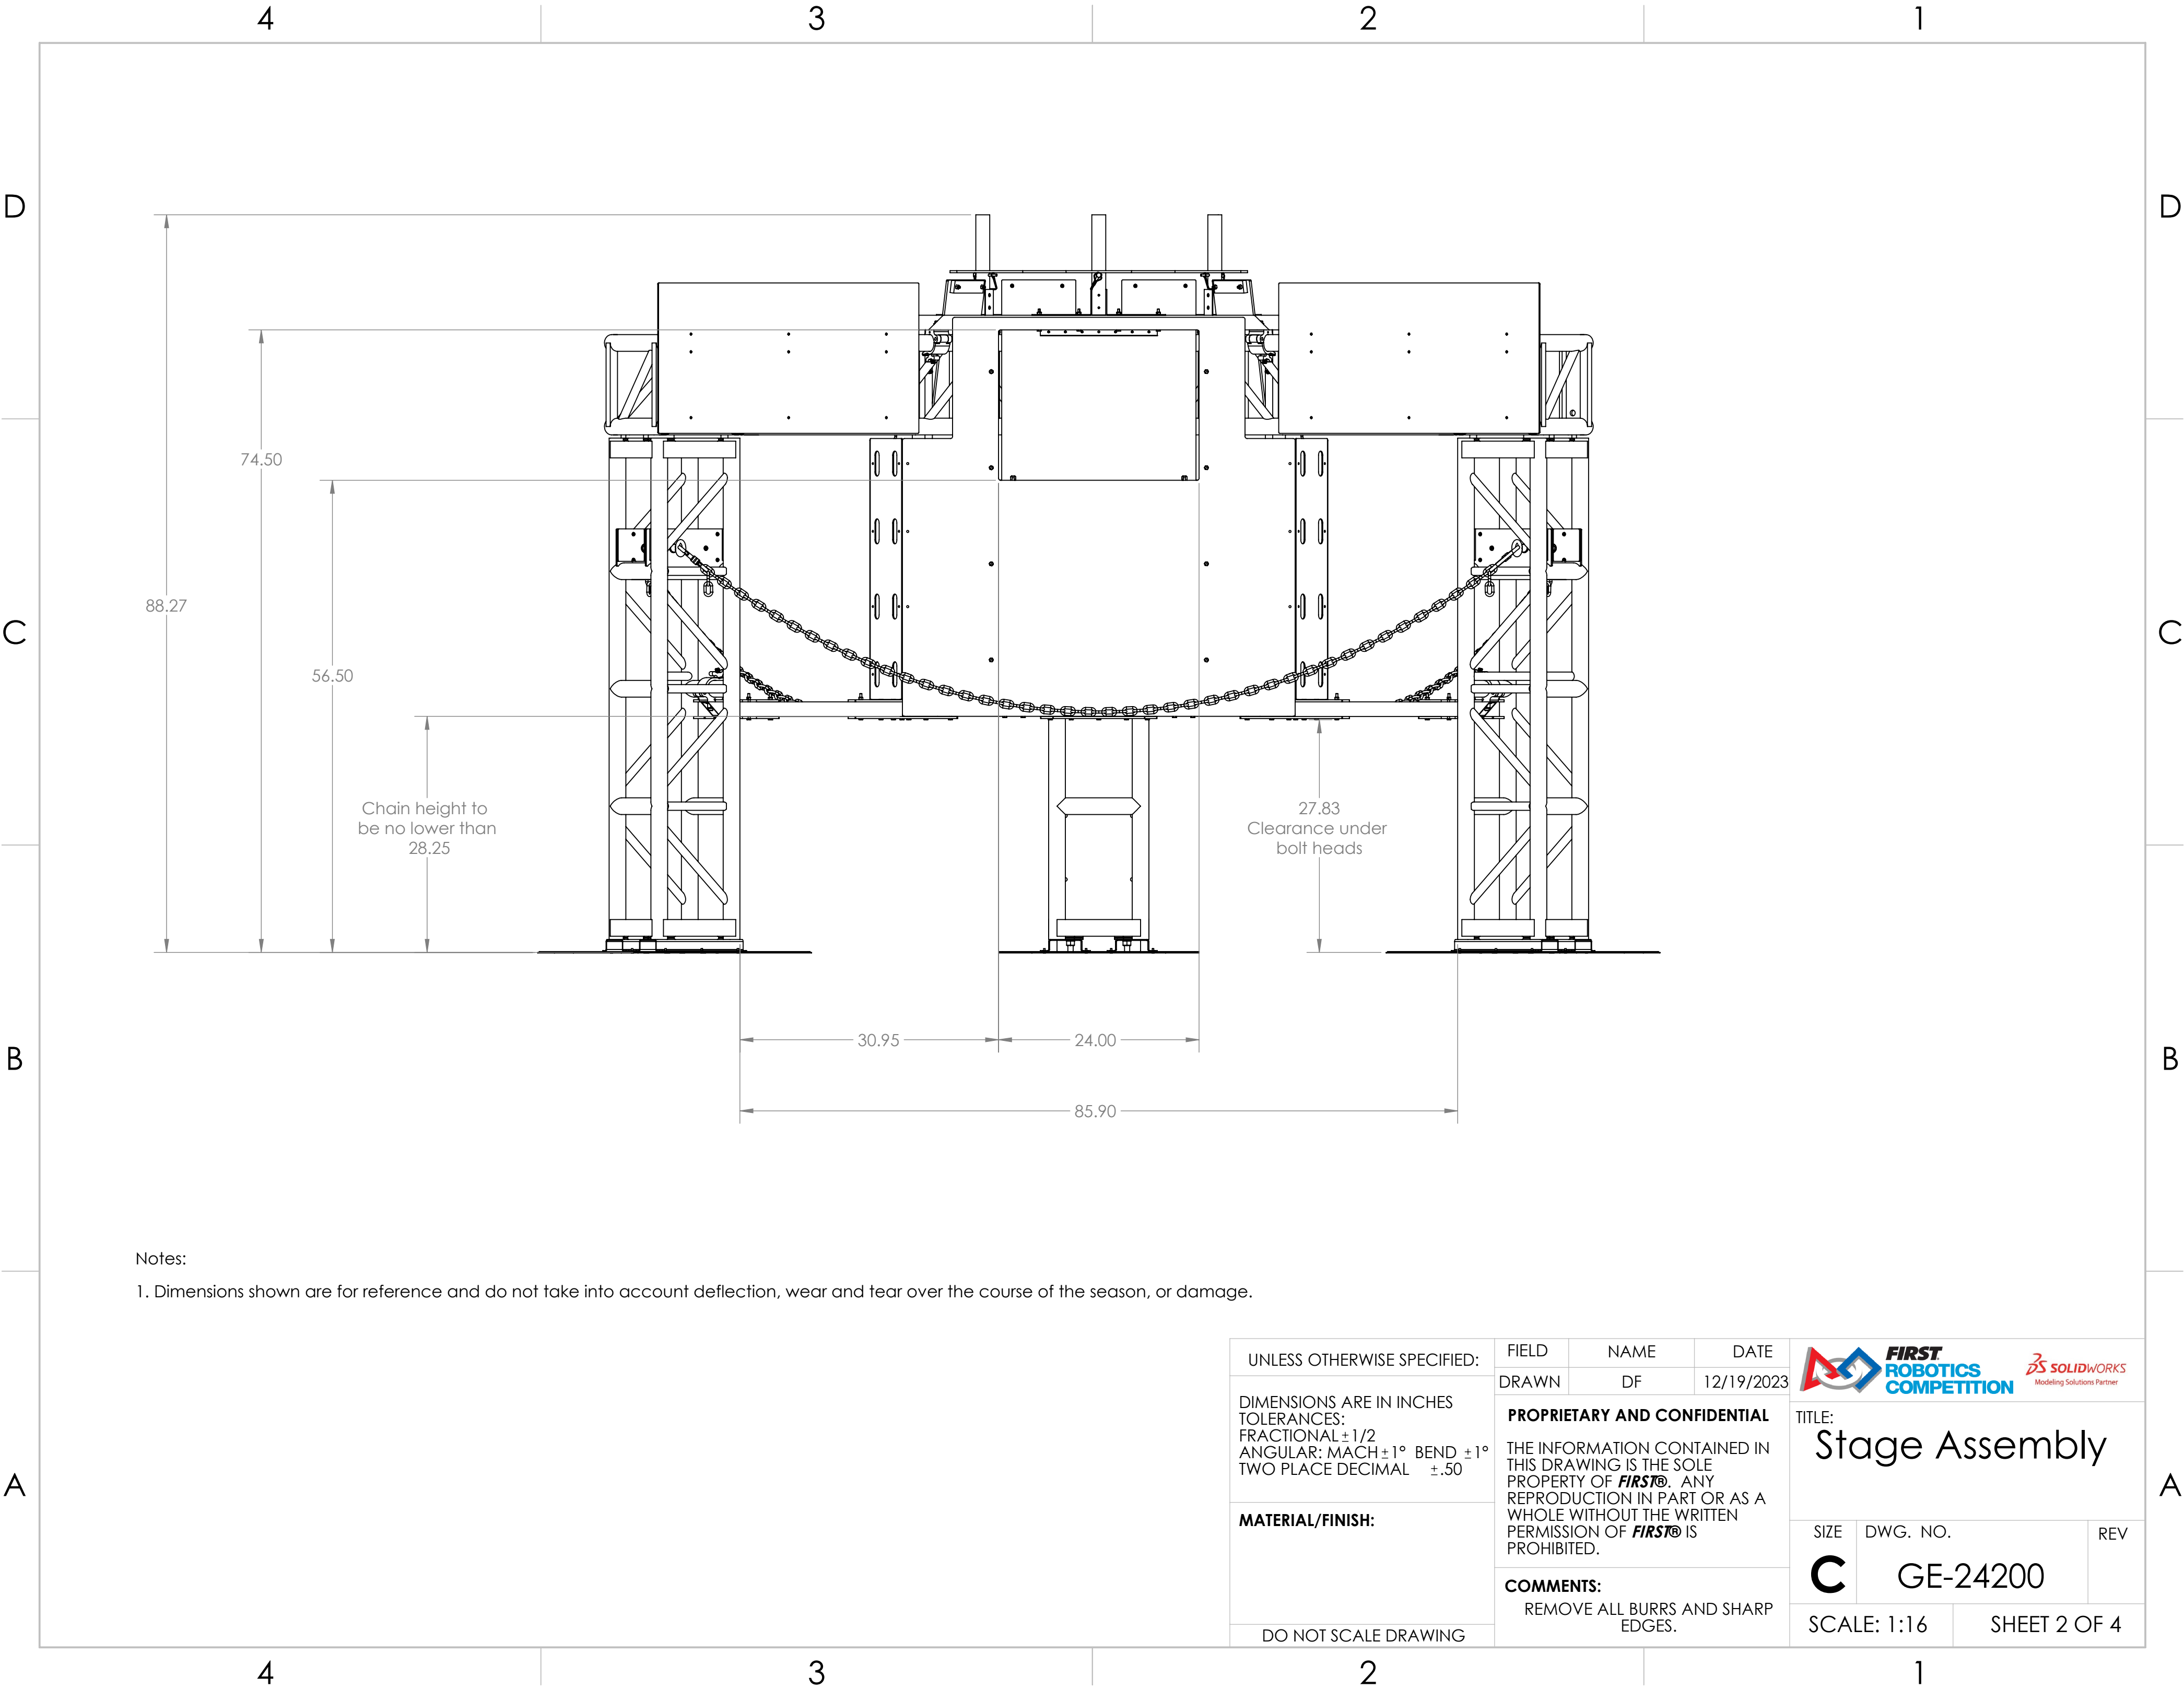 4 3 2 1
D D
88.27
74.50
56.50
C C
Chain height to
be no lower than
28.25
27.83
Clearance under
bolt heads
30.95
24.00
B B
85.90
Notes:
1. Dimensions shown are for reference and do not take into account deflection, wear and tear over the course of the season, or damage.
UNLESS OTHERWISE SPECIFIED:
DIMENSIONS ARE IN INCHES
TOLERANCES:
FRACTIONAL±1/2
ANGULAR: MACH±1° BEND ±1°
TWO PLACE DECIMAL ±.50
MATERIAL/FINISH:
DO NOT SCALE DRAWING
FIELD NAME DATE
DRAWN DF 12/19/2023
PROPRIETARY AND CONFIDENTIAL
THE INFORMATION CONTAINED IN
THIS DRAWING IS THE SOLE
PROPERTY OF FIRST®. ANY
REPRODUCTION IN PART OR AS A
WHOLE WITHOUT THE WRITTEN
PERMISSION OF FIRST® IS
PROHIBITED.
COMMENTS:
REMOVE ALL BURRS AND SHARP
EDGES.
FIRST
ROBOTICS
COMPETITION
SOLIDWORKS
Modeling Solutions Partner
TITLE:
Stage Assembly
SIZE DWG. NO. REV
C GE-24200
SCALE: 1:16 SHEET 2 OF 4
A A
4 3 2 1